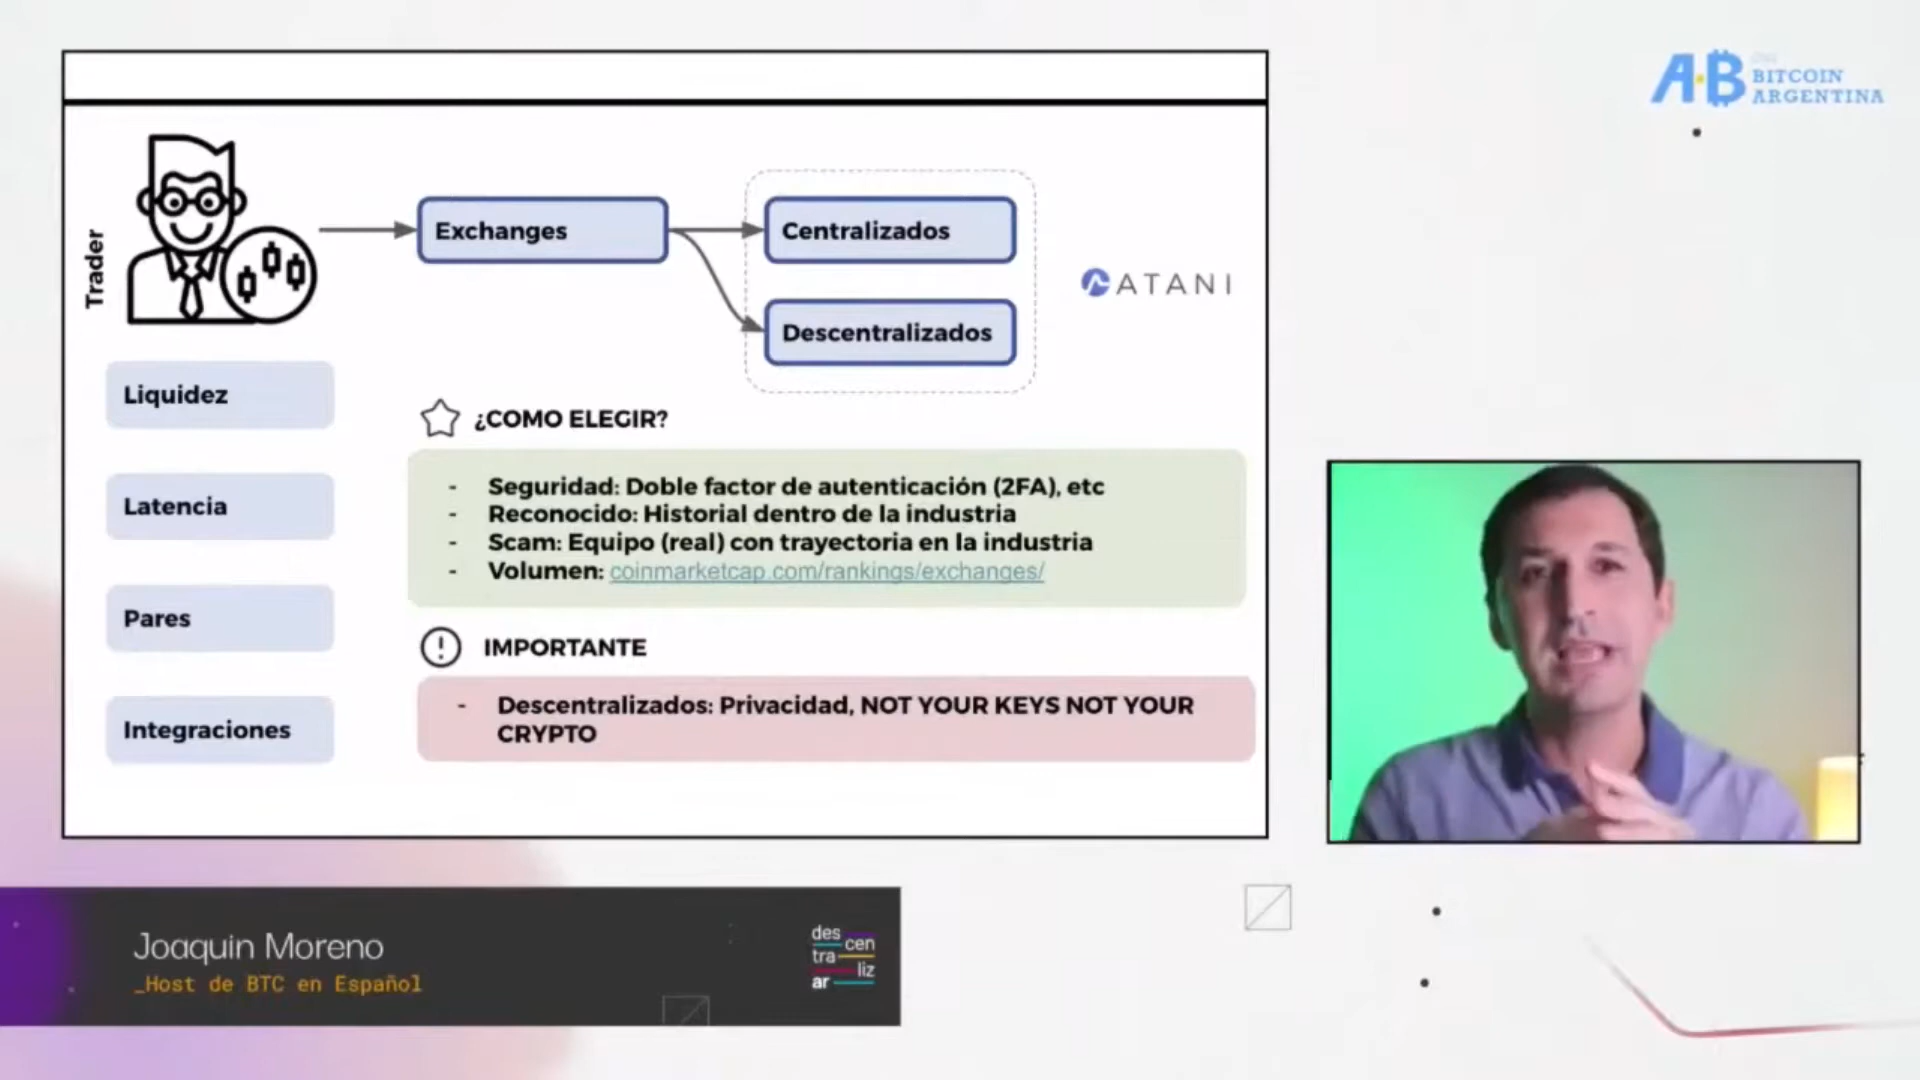 A·B BITCOIN
ARGENTINA
Trader
Exchanges
Centralizados
Descentralizados
ATANI
Liquidez
Latencia
Pares
Integraciones
¿COMO ELEGIR?
- Seguridad: Doble factor de autenticación (2FA), etc
- Reconocido: Historial dentro de la industria
- Scam: Equipo (real) con trayectoria en la industria
- Volumen: coinmarketcap.com/rankings/exchanges/
IMPORTANTE
- Descentralizados: Privacidad, NOT YOUR KEYS NOT YOUR
CRYPTO
Joaquin Moreno
_Host de BTC en Español
des
cen
tra
liz
ar